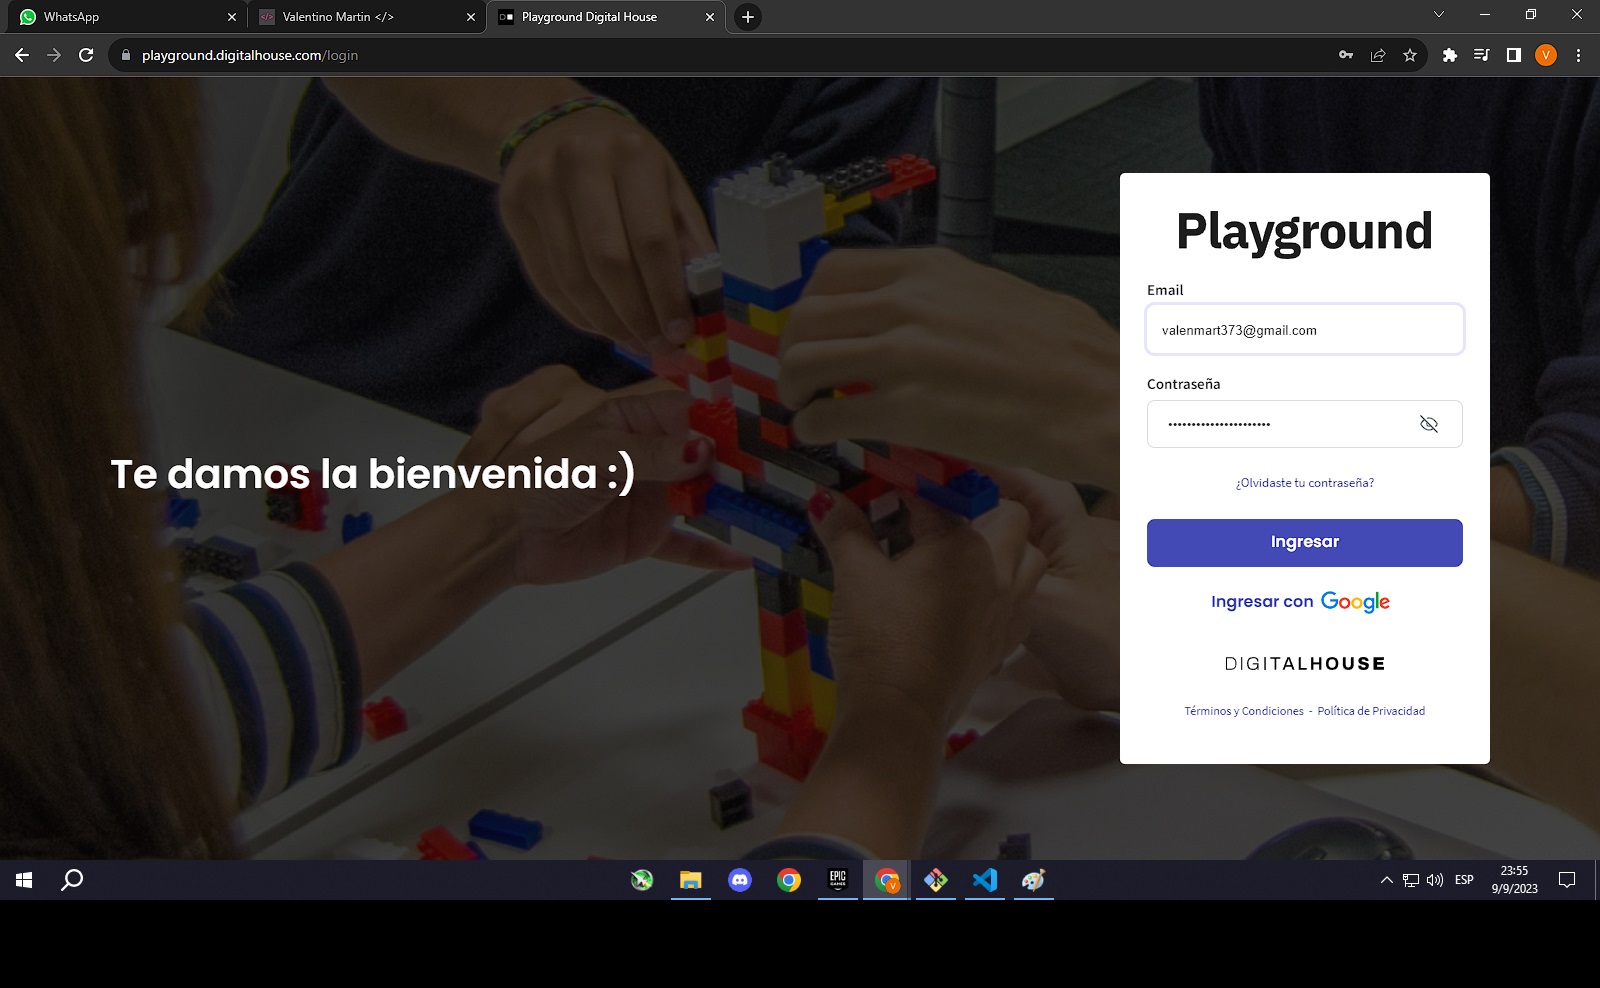 WhatsApp
Valentino Martin </>
Playground Digital House
playground.digitalhouse.com/login
V
Te damos la bienvenida :)
Playground
Email
valenmart373@gmail.com
Contraseña
¿Olvidaste tu contraseña?
Ingresar
Ingresar con Google
DIGITALHOUSE
Términos y Condiciones - Política de Privacidad
EPIC
GAMES
V
ESP
23:55
9/9/2023